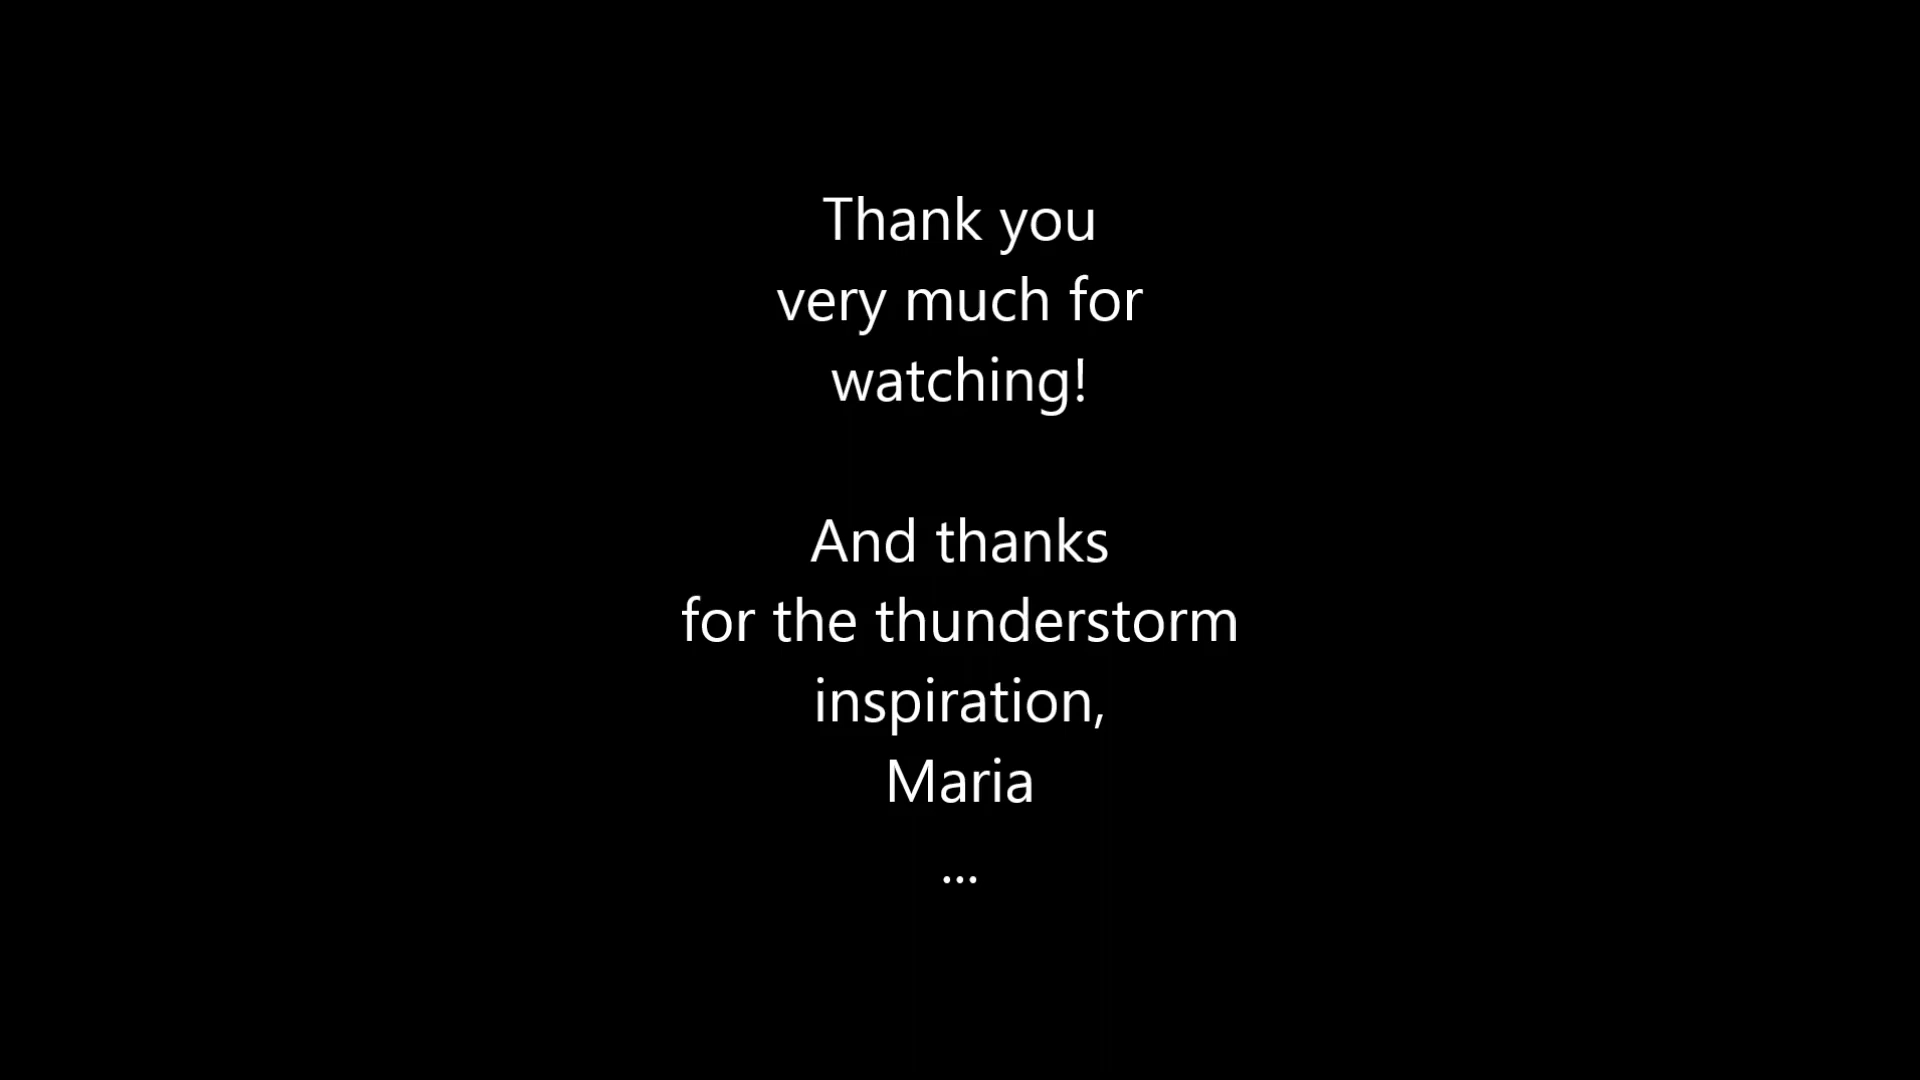 Thank you
very much for
watching!
And thanks
for the thunderstorm
inspiration,
Maria
...